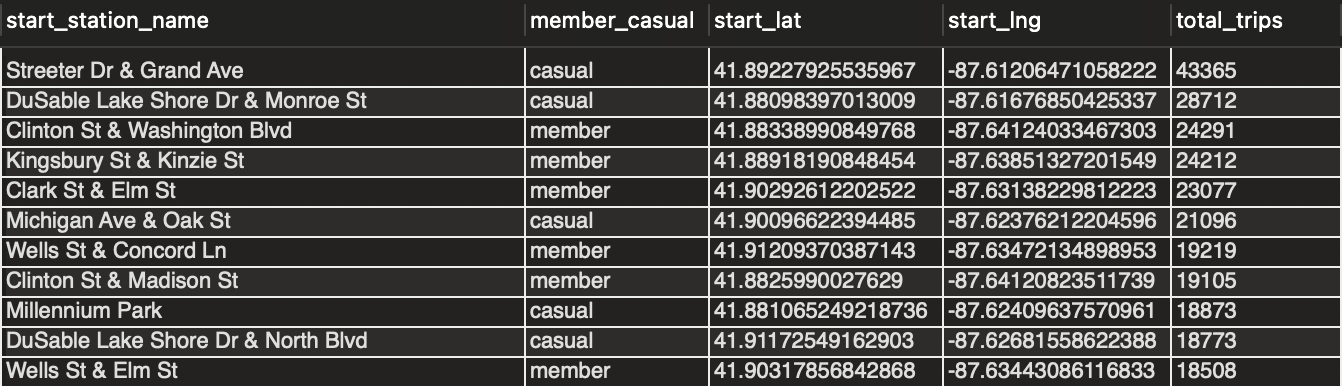 start_station_name member_casual start_lat start_lng total_trips
Streeter Dr & Grand Ave casual 41.89227925535967 -87.61206471058222 43365
DuSable Lake Shore Dr & Monroe St casual 41.88098397013009 -87.61676850425337 28712
Clinton St & Washington Blvd member 41.88338990849768 -87.64124033467303 24291
Kingsbury St & Kinzie St member 41.88918190848454 -87.63851327201549 24212
Clark St & Elm St member 41.90292612202522 -87.63138229812223 23077
Michigan Ave & Oak St casual 41.90096622394485 -87.62376212204596 21096
Wells St & Concord Ln member 41.91209370387143 -87.63472134898953 19219
Clinton St & Madison St member 41.8825990027629 -87.64120823511739 19105
Millennium Park casual 41.881065249218736 -87.62409637570961 18873
DuSable Lake Shore Dr & North Blvd casual 41.91172549162903 -87.62681558622388 18773
Wells St & Elm St member 41.90317856842868 -87.63443086116833 18508